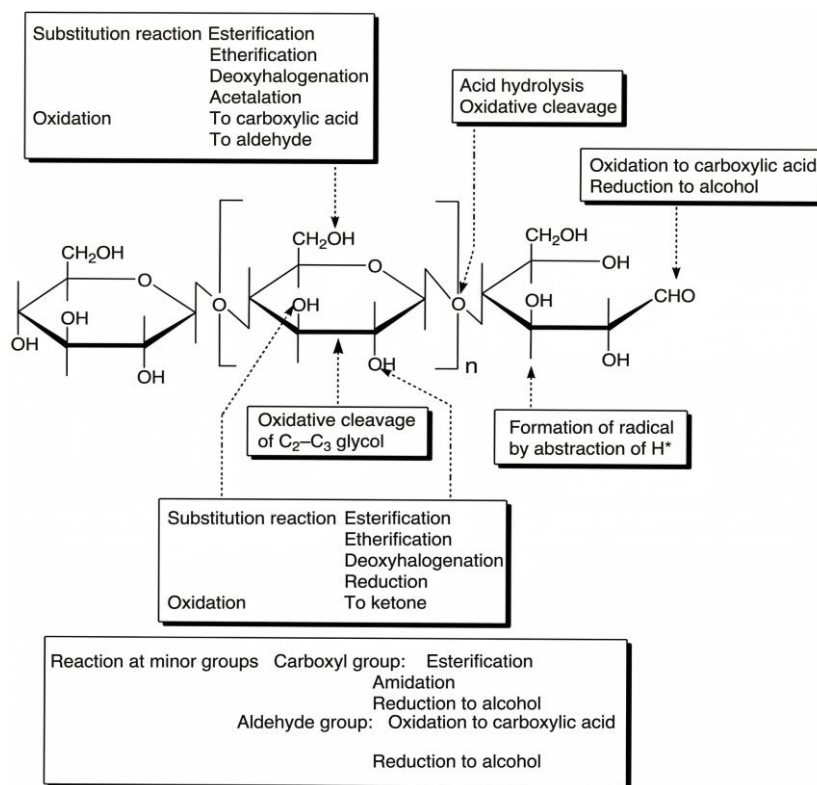 Substitution reaction Esterification
Etherification
Deoxyhalogenation
Acetalation
Oxidation To carboxylic acid
To aldehyde
Acid hydrolysis
Oxidative cleavage
Oxidation to carboxylic acid
Reduction to alcohol
CH₂OH
O
OH
OH
OH
O
CH₂OH
O
OH
OH
n
O
CH₂OH
OH
OH
CHO
OH
Oxidative cleavage
of C₂–C₃ glycol
Formation of radical
by abstraction of H*
Substitution reaction Esterification
Etherification
Deoxyhalogenation
Reduction
Oxidation To ketone
Reaction at minor groups Carboxyl group: Esterification
Amidation
Reduction to alcohol
Aldehyde group: Oxidation to carboxylic acid
Reduction to alcohol